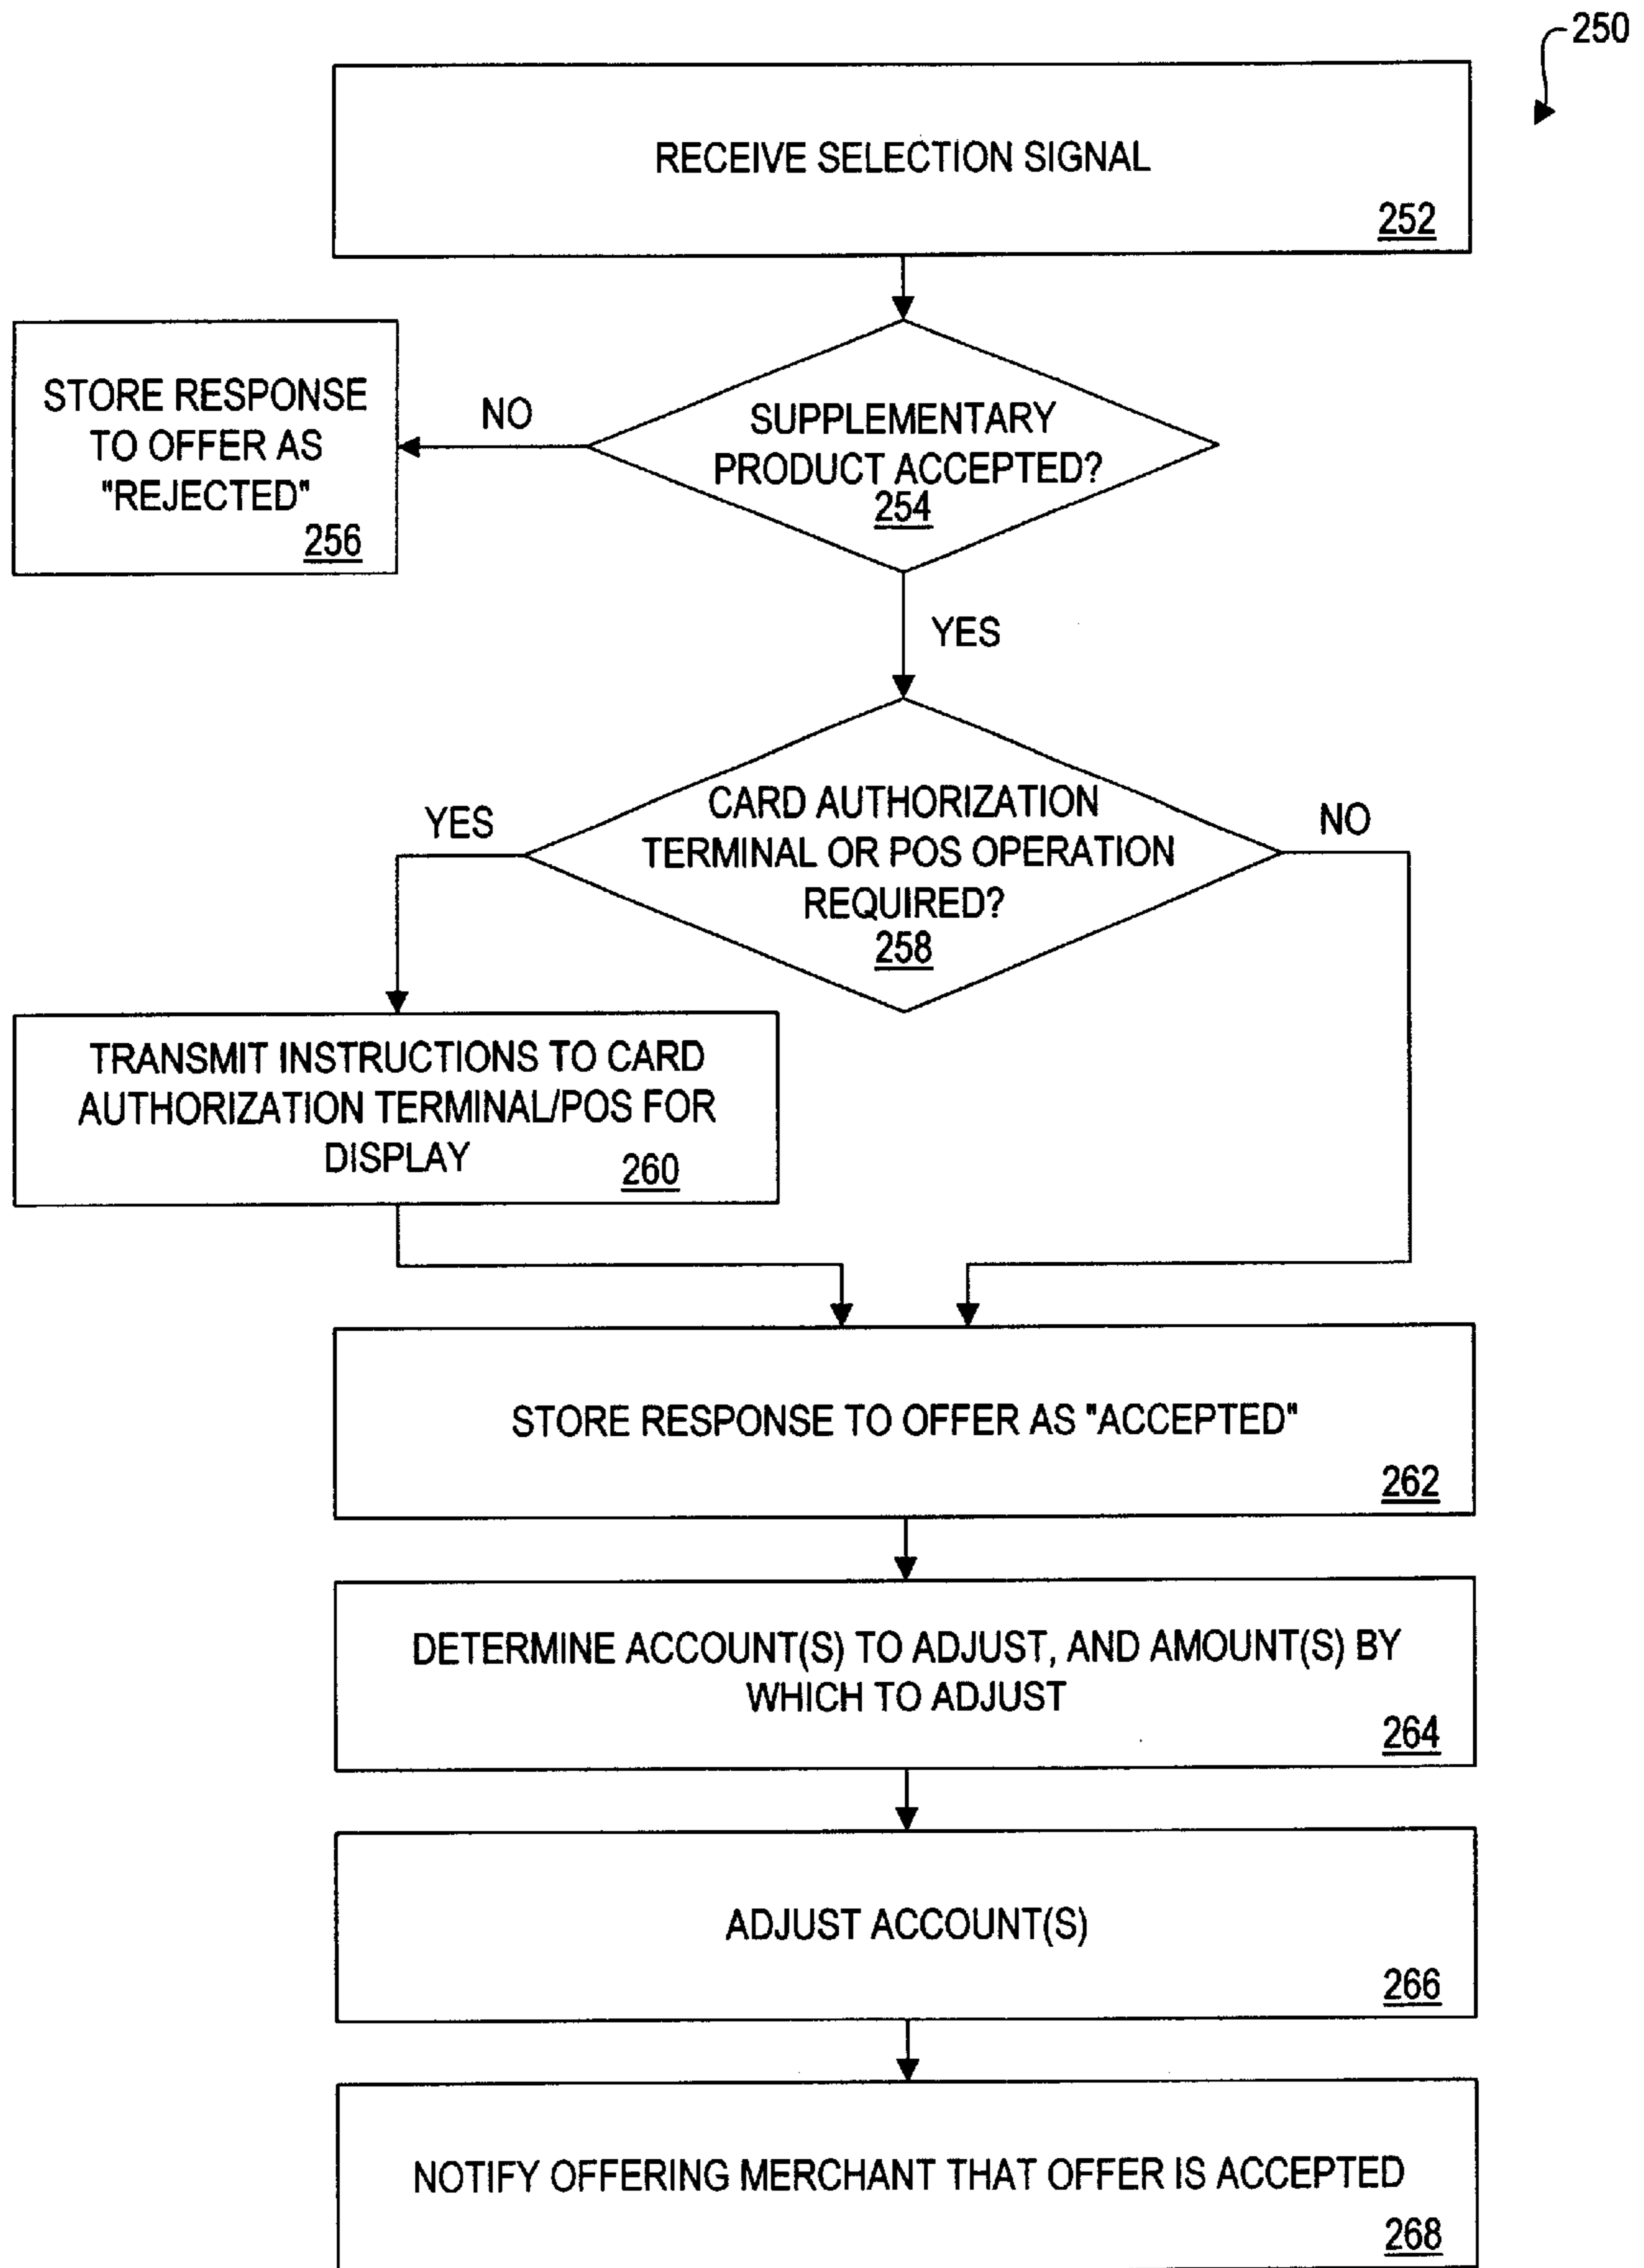 250
RECEIVE SELECTION SIGNAL
252
STORE RESPONSE
TO OFFER AS
"REJECTED"
256
NO
SUPPLEMENTARY
PRODUCT ACCEPTED?
254
YES
YES
CARD AUTHORIZATION
TERMINAL OR POS OPERATION
REQUIRED?
258
NO
TRANSMIT INSTRUCTIONS TO CARD
AUTHORIZATION TERMINAL/POS FOR
DISPLAY
260
STORE RESPONSE TO OFFER AS "ACCEPTED"
262
DETERMINE ACCOUNT(S) TO ADJUST, AND AMOUNT(S) BY
WHICH TO ADJUST
264
ADJUST ACCOUNT(S)
266
NOTIFY OFFERING MERCHANT THAT OFFER IS ACCEPTED
268